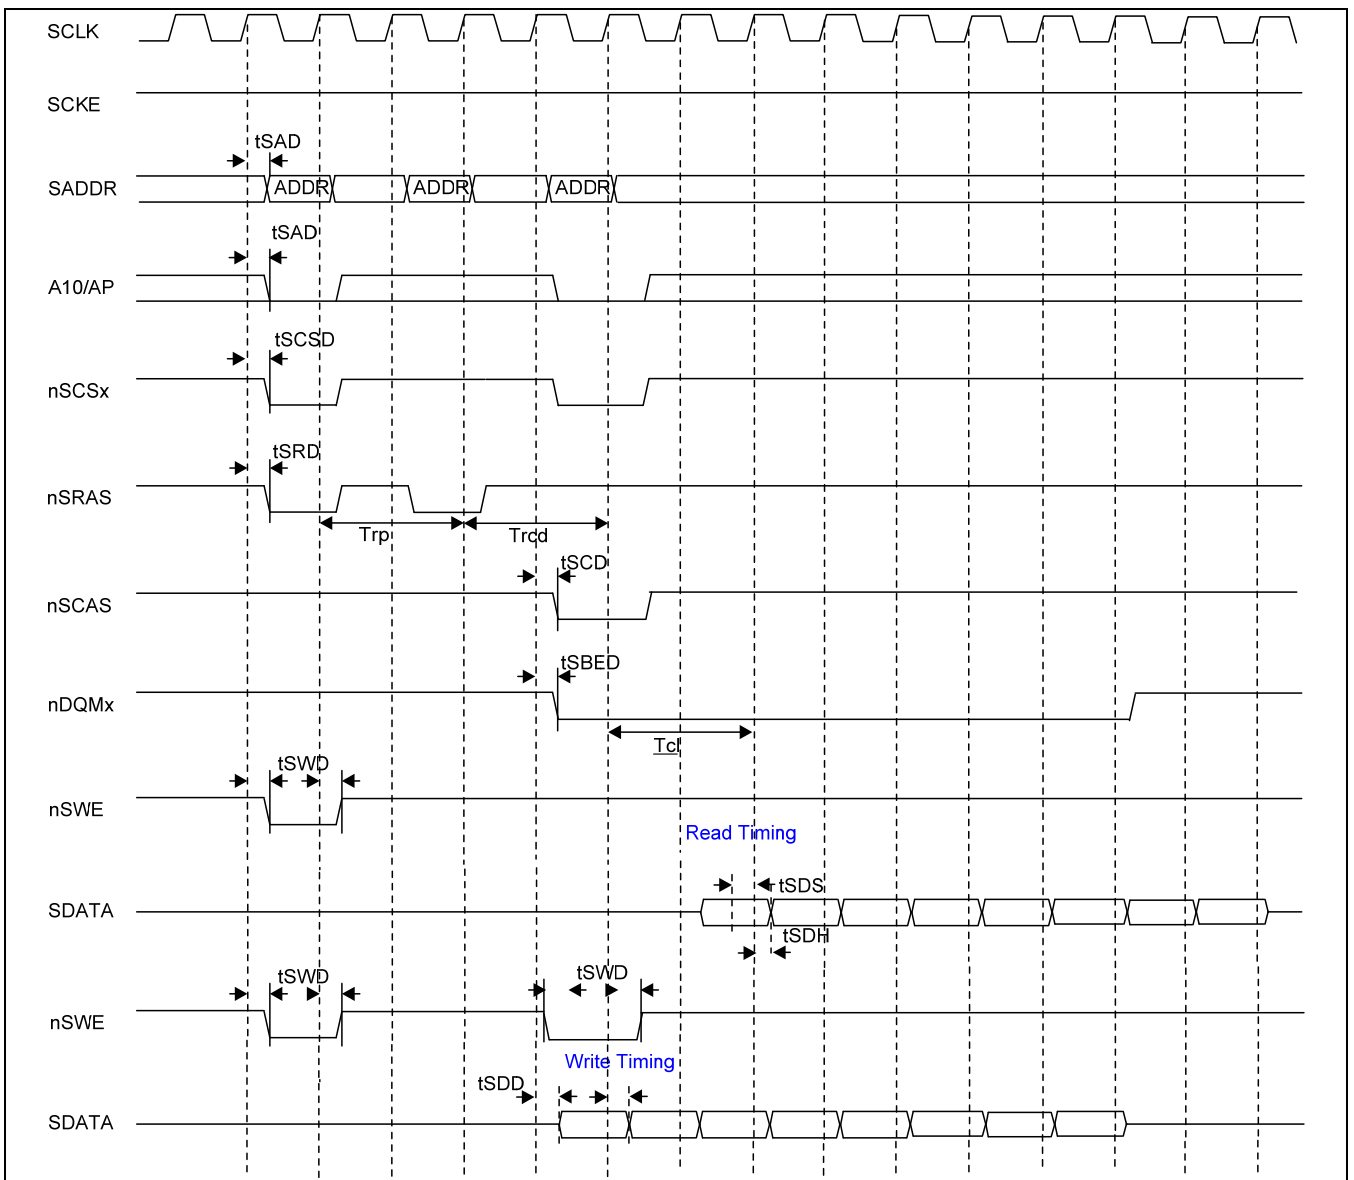 SCLK
SCKE
tSAD
SADDR ADDR ADDR ADDR
tSAD
A10/AP
tSCSD
nSCSx
tSRD
nSRAS
Trp Trcd
tSCD
nSCAS
tSBED
nDQMx
Tcl
tSWD
nSWE
Read Timing
tSDS
SDATA
tSDH
tSWD tSWD
nSWE
Write Timing
tSDD
SDATA